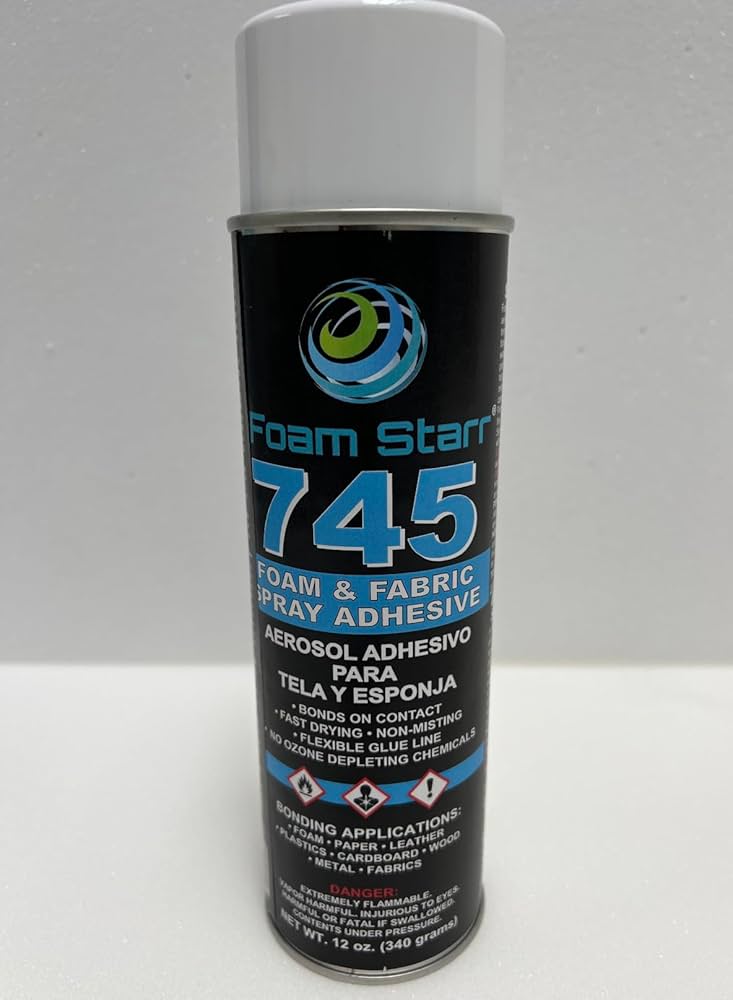 Foam Starr®
745
FOAM & FABRIC
SPRAY ADHESIVE
AEROSOL ADHESIVO
PARA
TELA Y ESPONJA
• BONDS ON CONTACT
• FAST DRYING • NON-MISTING
• FLEXIBLE GLUE LINE
• NO OZONE DEPLETING CHEMICALS
BONDING APPLICATIONS:
• FOAM • PAPER • LEATHER
• PLASTICS • CARDBOARD • WOOD
• METAL • FABRICS
DANGER:
EXTREMELY FLAMMABLE.
VAPOR HARMFUL. INJURIOUS TO EYES.
HARMFUL OR FATAL IF SWALLOWED.
CONTENTS UNDER PRESSURE.
NET WT. 12 oz. (340 grams)